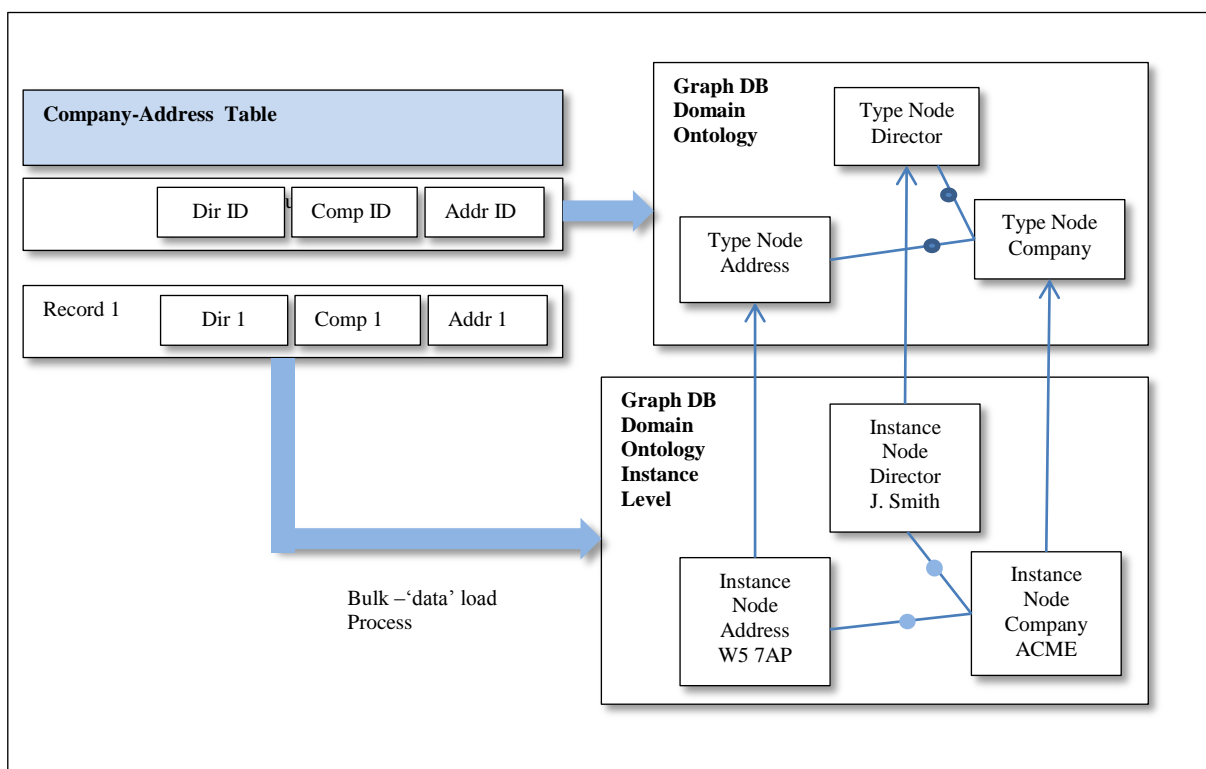 Company-Address Table
Dir ID
Comp ID
Addr ID
Record 1
Dir 1
Comp 1
Addr 1
Bulk –‘data’ load
Process
Graph DB
Domain
Ontology
Type Node
Director
Type Node
Address
Type Node
Company
Graph DB
Domain
Ontology
Instance
Level
Instance
Node
Director
J. Smith
Instance
Node
Address
W5 7AP
Instance
Node
Company
ACME